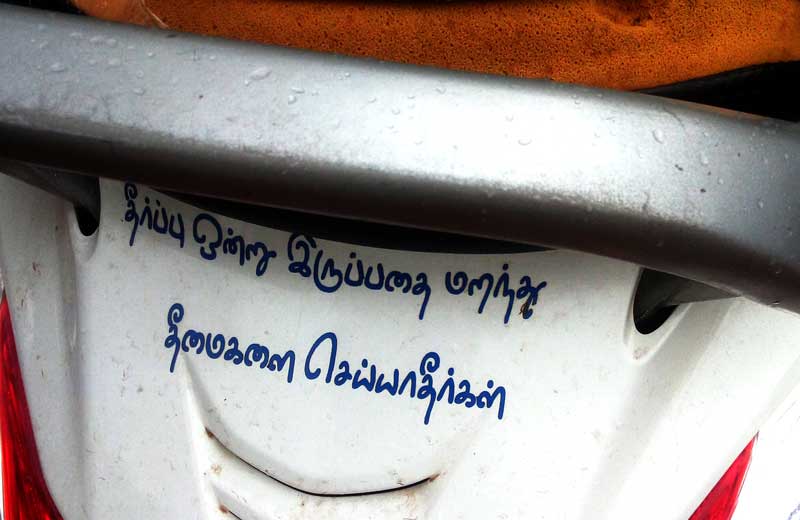 தீர்ப்பு ஒன்று இருப்பதை மறந்து
தீமைகளை செய்யாதீர்கள்